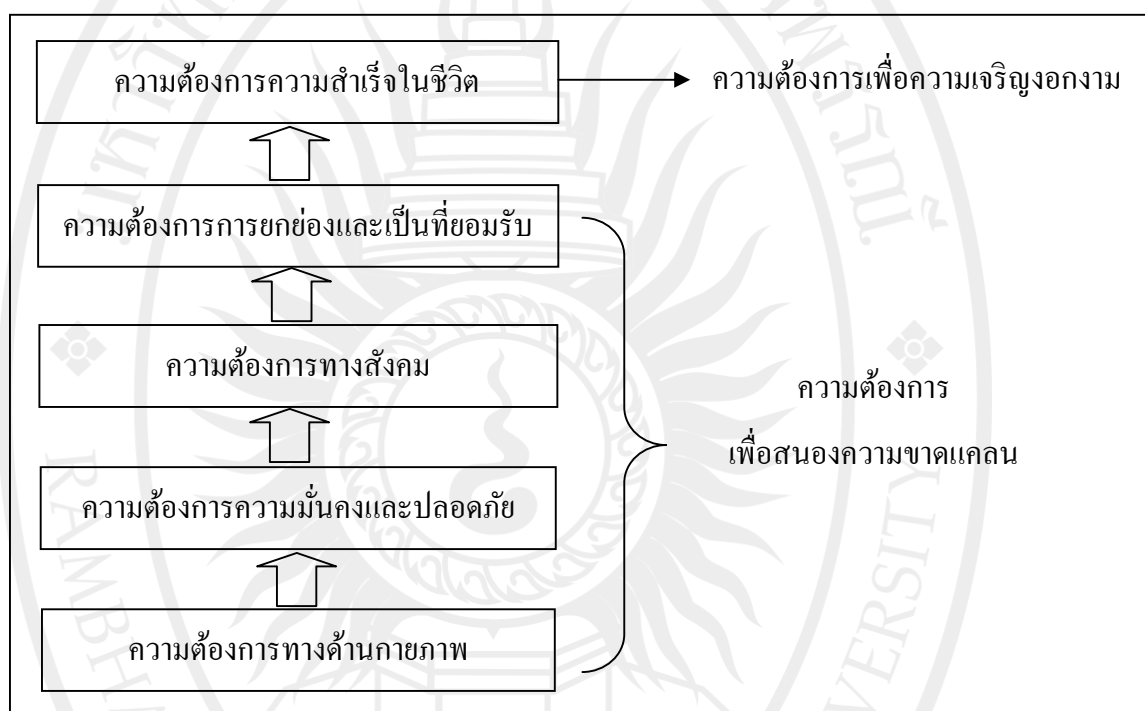 ความต้องการความสำเร็จในชีวิต
ความต้องการเพื่อความเจริญงอกงาม
ความต้องการการยกย่องและเป็นที่ยอมรับ
ความต้องการทางสังคม
ความต้องการ
เพื่อสนองความขาดแคลน
ความต้องการความมั่นคงและปลอดภัย
ความต้องการทางด้านกายภาพ
RAMBH
VERSITY